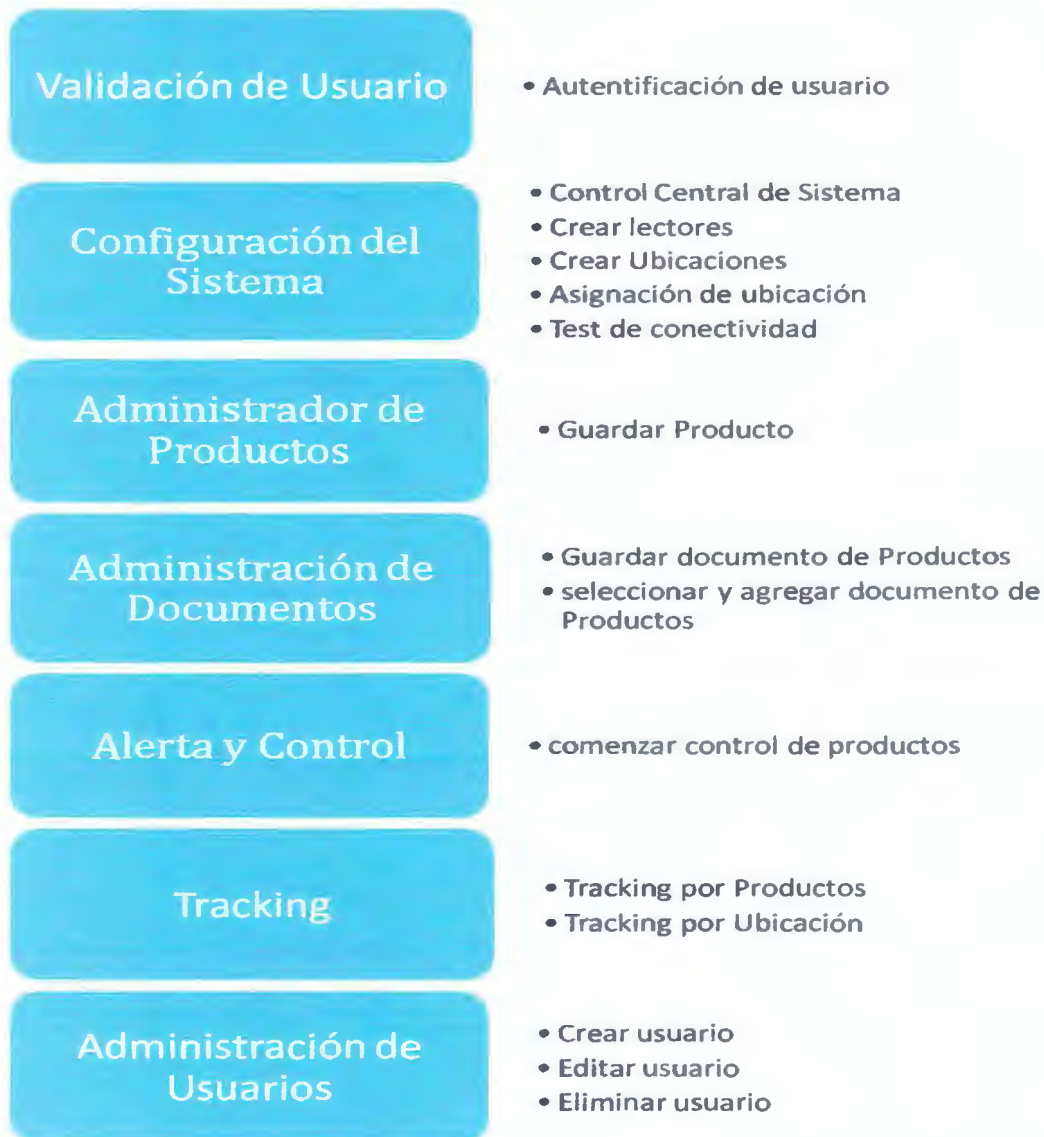 Validación de Usuario
• Autentificación de usuario
Configuración del
Sistema
• Control Central de Sistema
• Crear lectores
• Crear Ubicaciones
• Asignación de ubicación
• Test de conectividad
Administrador de
Productos
• Guardar Producto
Administración de
Documentos
• Guardar documento de Productos
• seleccionar y agregar documento de
Productos
Alerta y Control
• comenzar control de productos
Tracking
• Tracking por Productos
• Tracking por Ubicación
Administración de
Usuarios
• Crear usuario
• Editar usuario
• Eliminar usuario